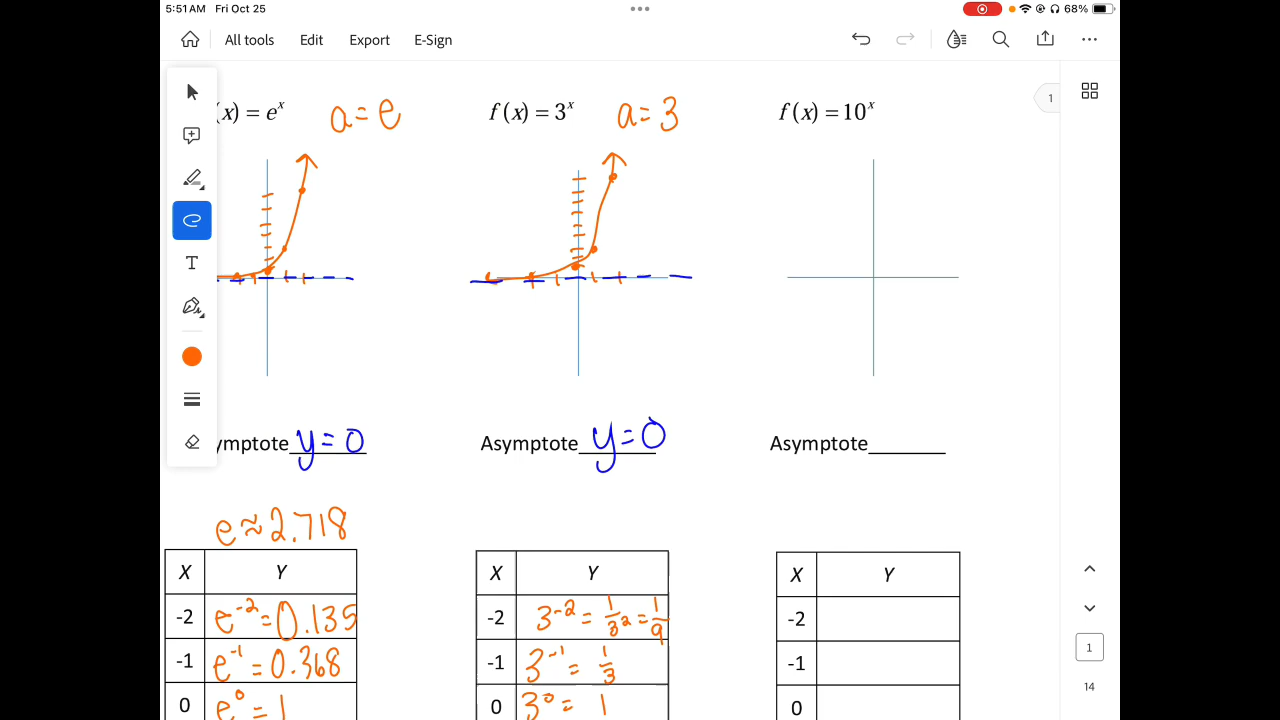 5:51 AM Fri Oct 25
68%
All tools Edit Export E-Sign
(x) = e^x a = e
f(x) = 3^x a = 3
f(x) = 10^x
1
ymptote y = 0
Asymptote y = 0
Asymptote
e ≈ 2.718
X Y
-2 e^-2 = 0.135
-1 e^-1 = 0.368
0 e^0 = 1
X Y
-2 3^-2 = 1/3^2 = 1/9
-1 3^-1 = 1/3
0 3^0 = 1
X Y
-2
-1
0
T
1
14